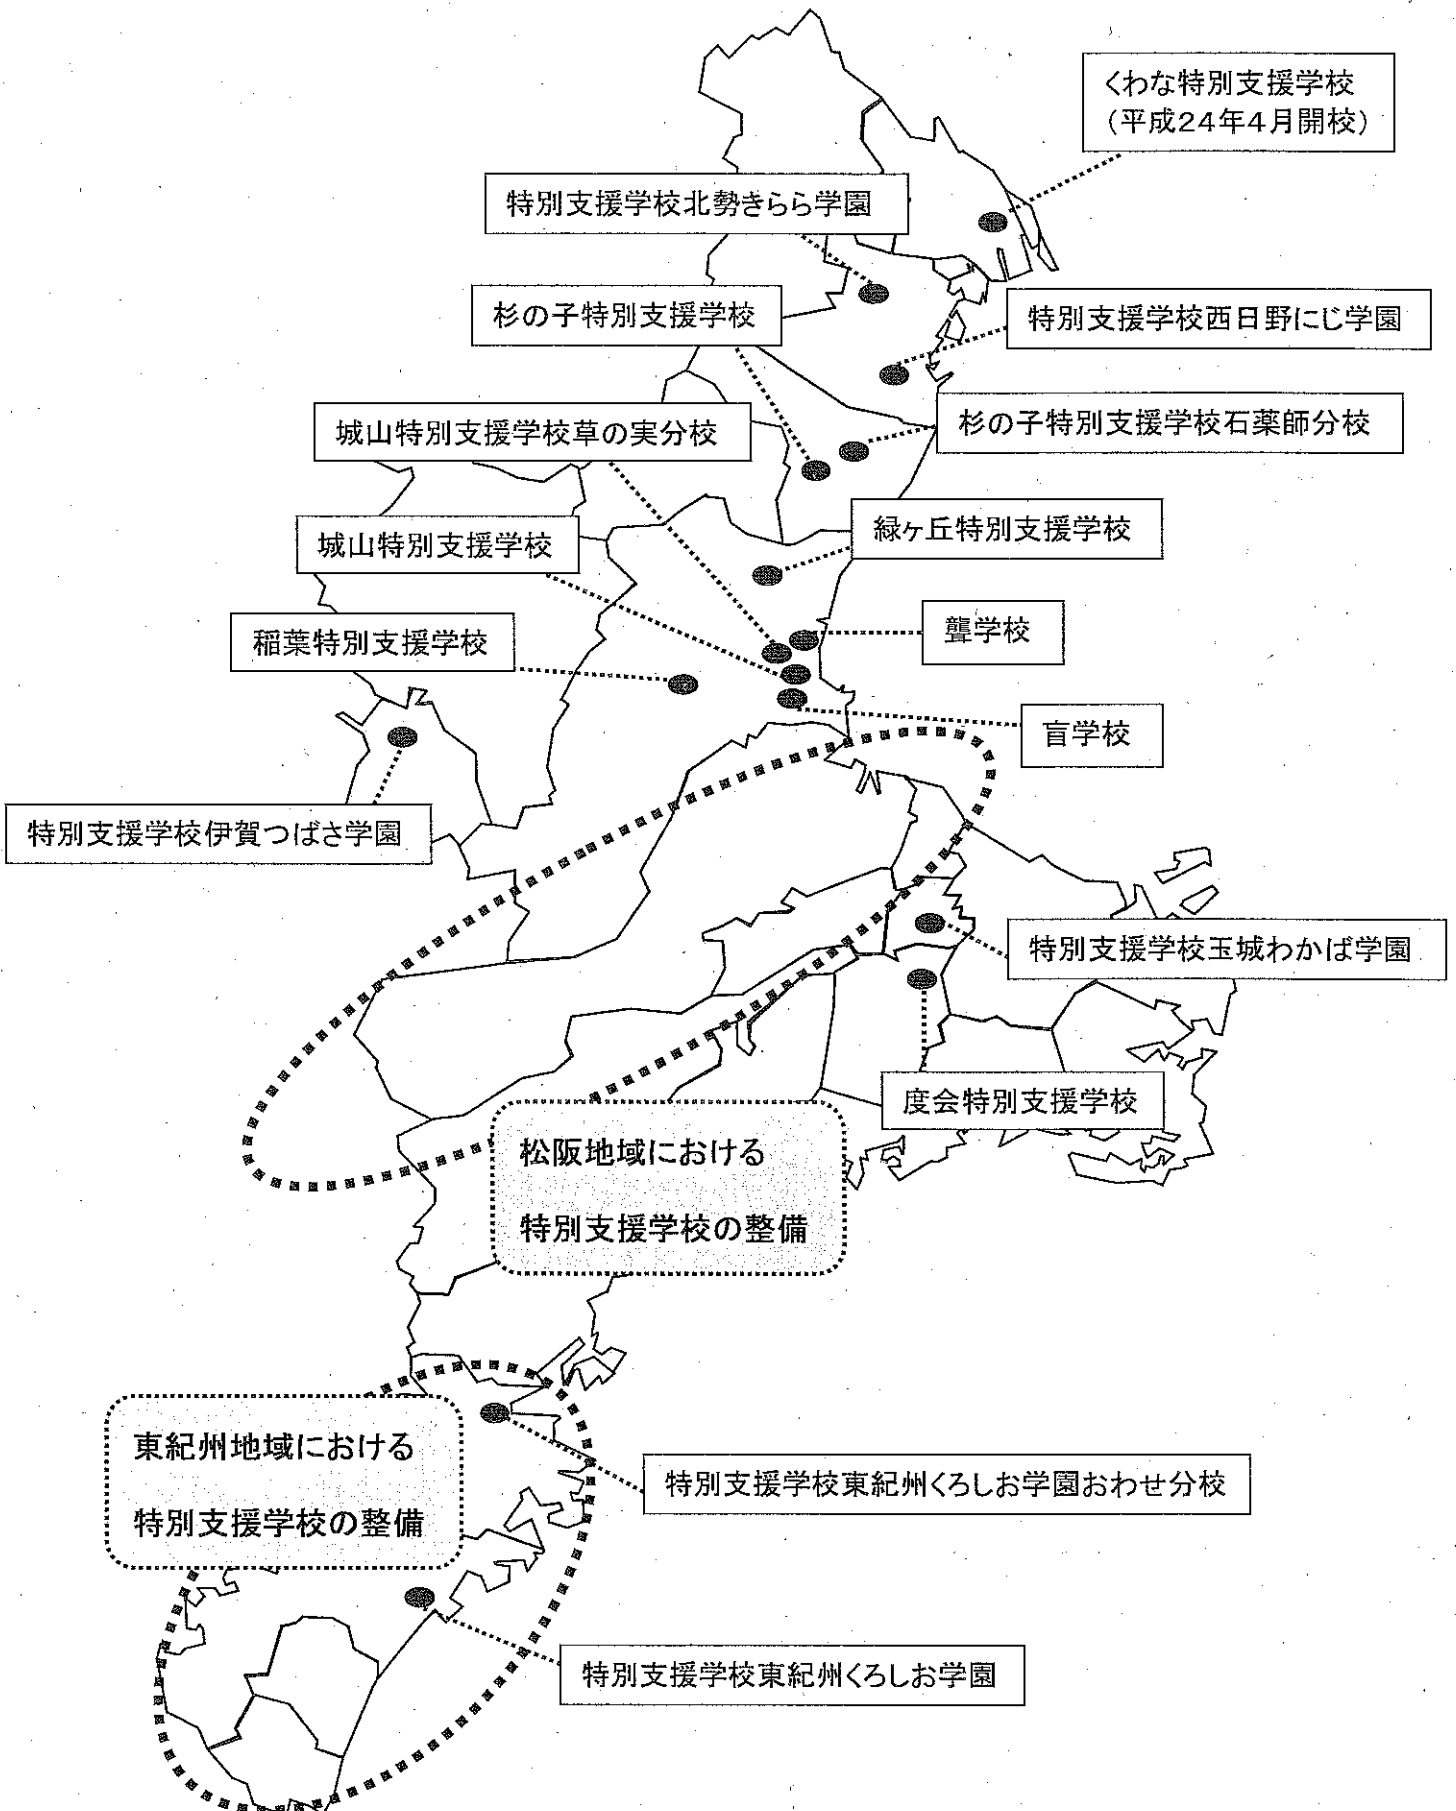 くわな特別支援学校
(平成24年4月開校)
特別支援学校北勢きらら学園
杉の子特別支援学校
特別支援学校西日野にじ学園
城山特別支援学校草の実分校
杉の子特別支援学校石薬師分校
城山特別支援学校
緑ヶ丘特別支援学校
稲葉特別支援学校
聾学校
盲学校
特別支援学校伊賀つばさ学園
特別支援学校玉城わかば学園
度会特別支援学校
松阪地域における
特別支援学校の整備
東紀州地域における
特別支援学校の整備
特別支援学校東紀州くろしお学園おわせ分校
特別支援学校東紀州くろしお学園